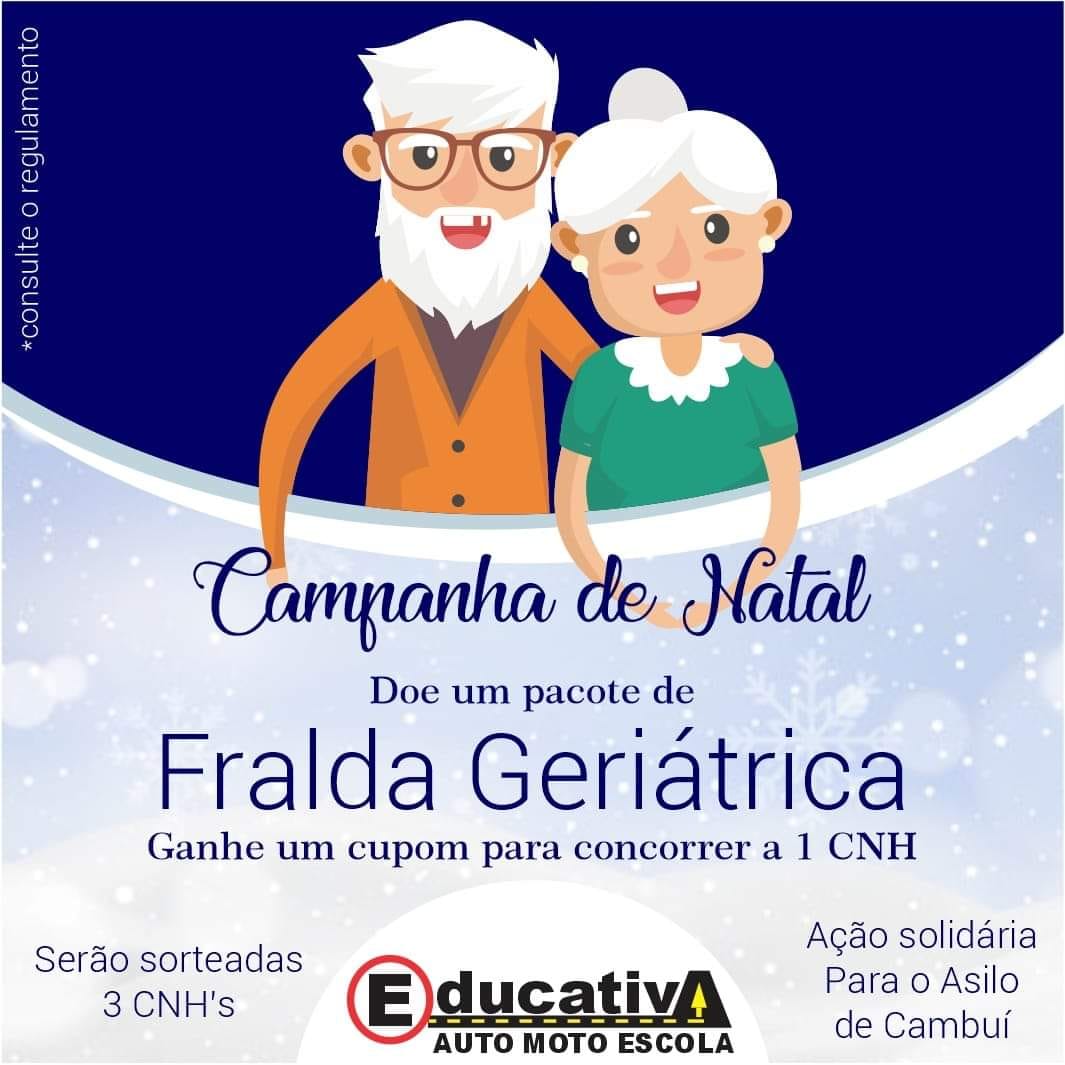 *consulte o regulamento
Campanha de Natal
Doe um pacote de
Fralda Geriátrica
Ganhe um cupom para concorrer a 1 CNH
Serão sorteadas
3 CNH's
Educativa
AUTO MOTO ESCOLA
Ação solidária
Para o Asilo
de Cambuí